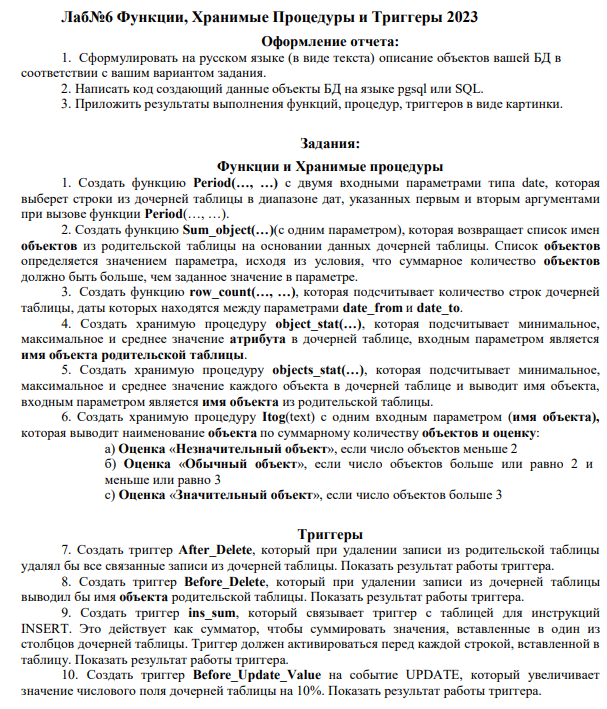 Лаб№6 Функции, Хранимые Процедуры и Триггеры 2023
Оформление отчета:
1. Сформулировать на русском языке (в виде текста) описание объектов вашей БД в
соответствии с вашим вариантом задания.
2. Написать код создающий данные объекты БД на языке pgsql или SQL.
3. Приложить результаты выполнения функций, процедур, триггеров в виде картинки.
Задания:
Функции и Хранимые процедуры
1. Создать функцию Period(…, …) с двумя входными параметрами типа date, которая
выберет строки из дочерней таблицы в диапазоне дат, указанных первым и вторым аргументами
при вызове функции Period(…, …).
2. Создать функцию Sum_object(…)(с одним параметром), которая возвращает список имен
объектов из родительской таблицы на основании данных дочерней таблицы. Список объектов
определяется значением параметра, исходя из условия, что суммарное количество объектов
должно быть больше, чем заданное значение в параметре.
3. Создать функцию row_count(…, …), которая подсчитывает количество строк дочерней
таблицы, даты которых находятся между параметрами date_from и date_to.
4. Создать хранимую процедуру object_stat(…), которая подсчитывает минимальное,
максимальное и среднее значение атрибута в дочерней таблице, входным параметром является
имя объекта родительской таблицы.
5. Создать хранимую процедуру objects_stat(…), которая подсчитывает минимальное,
максимальное и среднее значение каждого объекта в дочерней таблице и выводит имя объекта,
входным параметром является имя объекта из родительской таблицы.
6. Создать хранимую процедуру Itog(text) с одним входным параметром (имя объекта),
которая выводит наименование объекта по суммарному количеству объектов и оценку:
а) Оценка «Незначительный объект», если число объектов меньше 2
б) Оценка «Обычный объект», если число объектов больше или равно 2 и
меньше или равно 3
с) Оценка «Значительный объект», если число объектов больше 3
Триггеры
7. Создать триггер After_Delete, который при удалении записи из родительской таблицы
удалял бы все связанные записи из дочерней таблицы. Показать результат работы триггера.
8. Создать триггер Before_Delete, который при удалении записи из дочерней таблицы
выводил бы имя объекта родительской таблицы. Показать результат работы триггера.
9. Создать триггер ins_sum, который связывает триггер с таблицей для инструкций
INSERT. Это действует как сумматор, чтобы суммировать значения, вставленные в один из
столбцов дочерней таблицы. Триггер должен активироваться перед каждой строкой, вставленной в
таблицу. Показать результат работы триггера.
10. Создать триггер Before_Update_Value на событие UPDATE, который увеличивает
значение числового поля дочерней таблицы на 10%. Показать результат работы триггера.